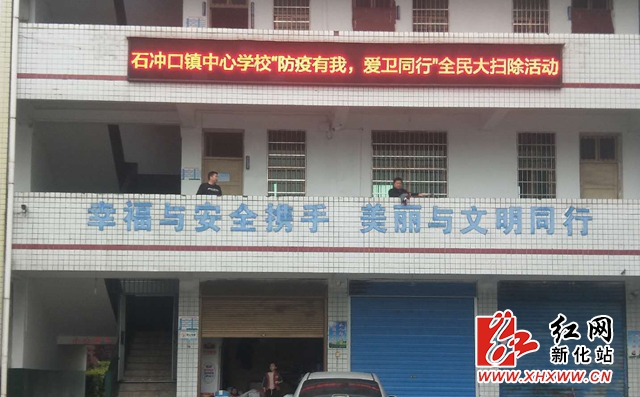 石冲口镇中心学校“防疫有我，爱卫同行”全民大扫除活动
幸福与安全携手 美丽与文明同行
红网
新化站
WWW.XHXWW.CN